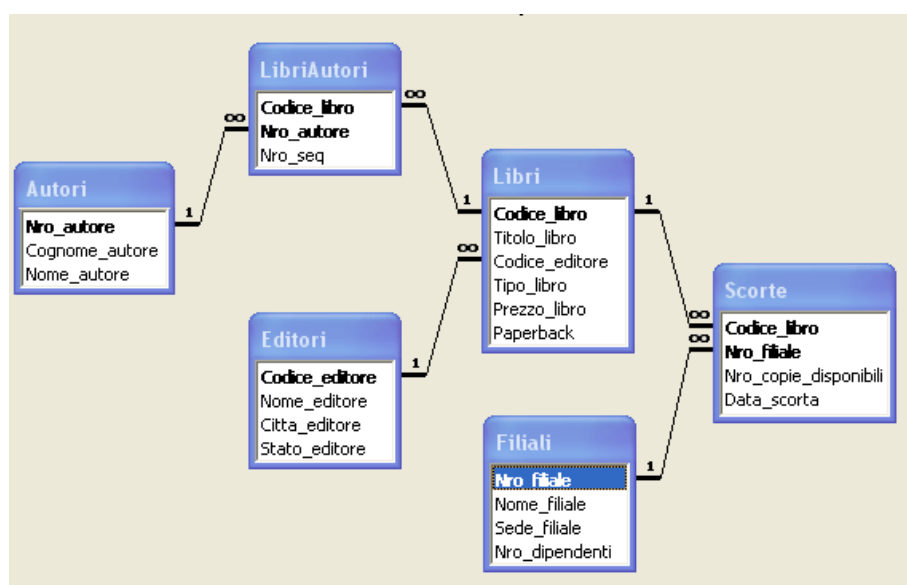 LibriAutori
Codice_libro
Nro_autore
Nro_seq
∞
∞
Autori
Nro_autore
Cognome_autore
Nome_autore
1
Libri
Codice_libro
Titolo_libro
Codice_editore
Tipo_libro
Prezzo_libro
Paperback
1
∞
1
Editori
Codice_editore
Nome_editore
Citta_editore
Stato_editore
1
Scorte
Codice_libro
Nro_filiale
Nro_copie_disponibili
Data_scorta
∞
∞
Filiali
Nro_filiale
Nome_filiale
Sede_filiale
Nro_dipendenti
1